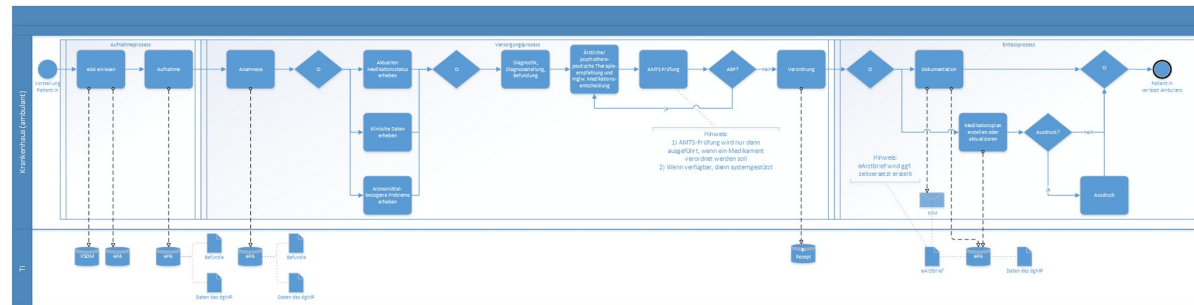 Aufnahmeprozess
Versorgungsprozess
Entlassprozess
Krankenhaus (ambulant)
Vorstellung
Patient:in
eGK einlesen
Aufnahme
Anamnese
O
Aktuellen
Medikationsstatus
erheben
Klinische Daten
erheben
Arzneimittel-
bezogene Probleme
erheben
O
Diagnostik,
Diagnosestellung,
Befundung
Ärztliche/
psychothera-
peutische Therapie-
empfehlung und
mglw. Medikations-
entscheidung
AMTS-Prüfung
ABP?
nein
ja
Verordnung
Hinweis:
1) AMTS-Prüfung wird nur dann
ausgeführt, wenn ein Medikament
verordnet werden soll
2) Wenn verfügbar, dann systemgestützt
O
Dokumentation
Medikationsplan
erstellen oder
aktualisieren
Ausdruck?
nein
ja
Ausdruck
O
Patient:in
verlässt Ambulanz
Hinweis:
eArztbrief wird ggf.
zeitversetzt erstellt
KIM
TI
VSDM
ePA
ePA
Befunde
Daten des dgMP
ePA
Befunde
Daten des dgMP
Rezept
eArztbrief
ePA
Daten des dgMP